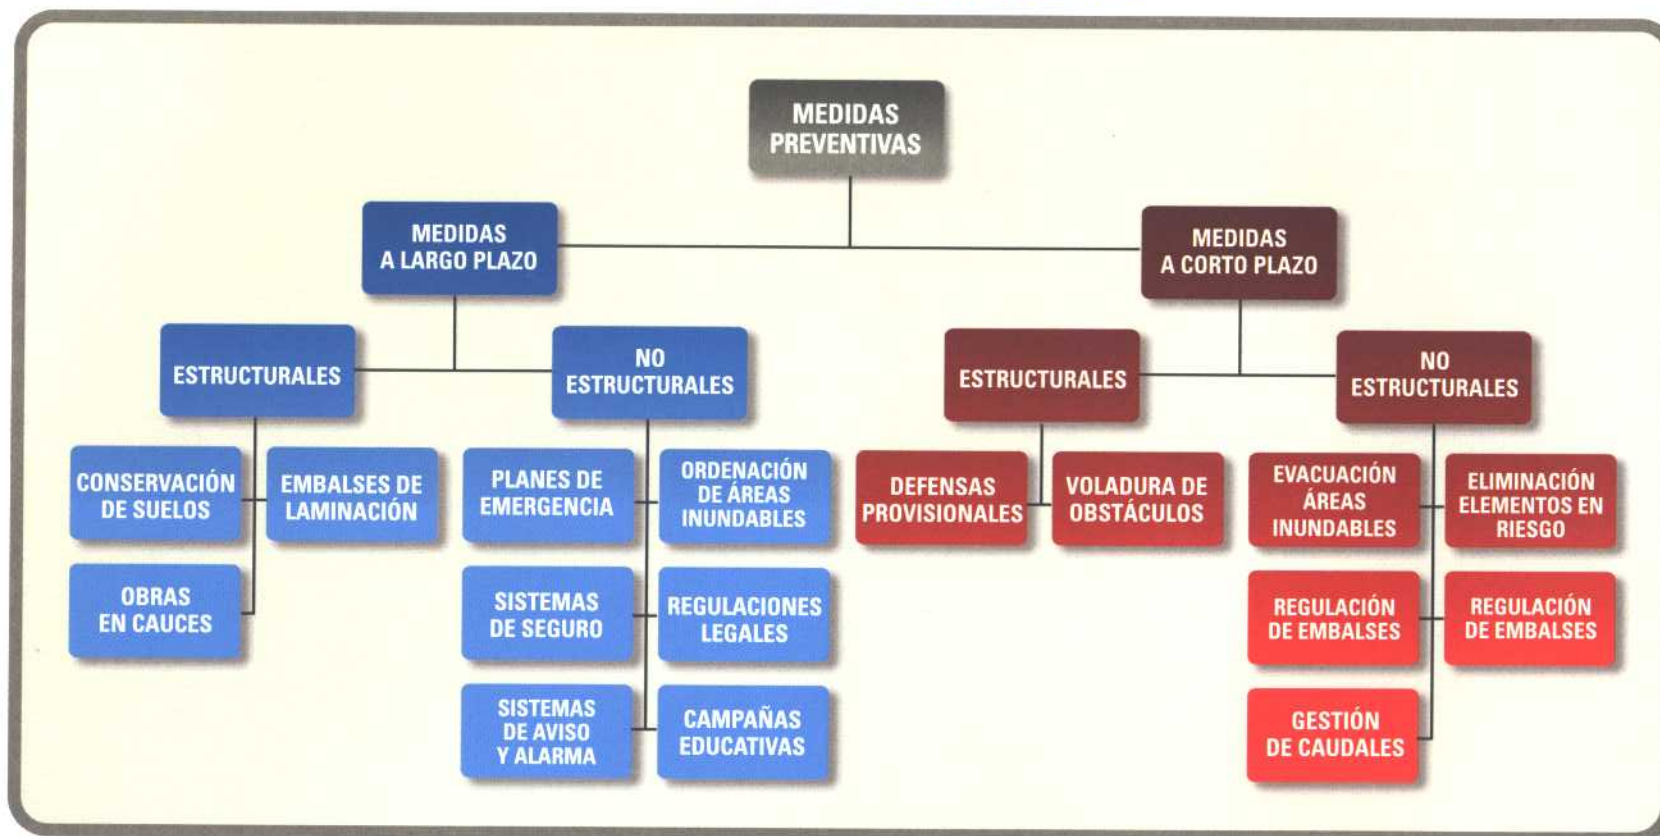 MEDIDAS
PREVENTIVAS
MEDIDAS
A LARGO PLAZO
MEDIDAS
A CORTO PLAZO
ESTRUCTURALES
NO
ESTRUCTURALES
ESTRUCTURALES
NO
ESTRUCTURALES
CONSERVACIÓN
DE SUELOS
EMBALSES DE
LAMINACIÓN
PLANES DE
EMERGENCIA
ORDENACIÓN
DE ÁREAS
INUNDABLES
DEFENSAS
PROVISIONALES
VOLADURA DE
OBSTÁCULOS
EVACUACIÓN
ÁREAS
INUNDABLES
ELIMINACIÓN
ELEMENTOS EN
RIESGO
OBRAS
EN CAUCES
SISTEMAS
DE SEGURO
REGULACIONES
LEGALES
REGULACIÓN
DE EMBALSES
REGULACIÓN
DE EMBALSES
SISTEMAS
DE AVISO
Y ALARMA
CAMPAÑAS
EDUCATIVAS
GESTIÓN
DE CAUDALES